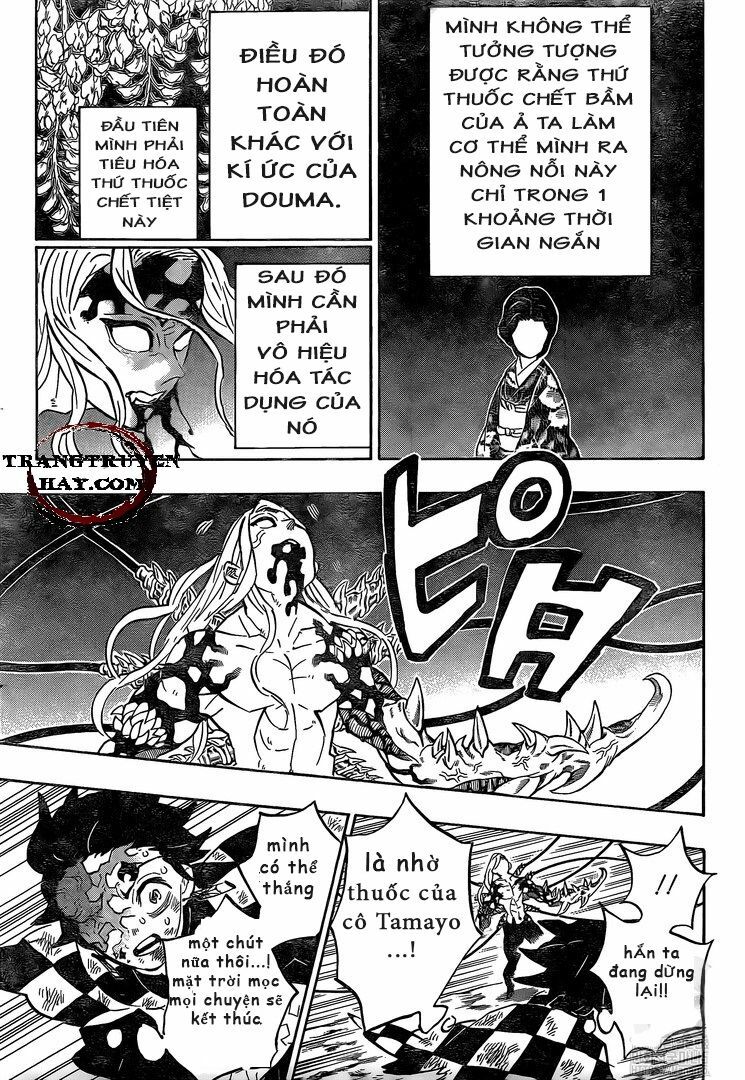 MÌNH KHÔNG THỂ
TƯỞNG TƯỢNG
ĐƯỢC RẰNG THỨ
THUỐC CHẾT BẦM
CỦA Ả TA LÀM
CƠ THỂ MÌNH RA
NÔNG NỖI NÀY
CHỈ TRONG 1
KHOẢNG THỜI
GIAN NGẮN
ĐIỀU ĐÓ
HOÀN
TOÀN
KHÁC VỚI
KÍ ỨC CỦA
DOUMA.
ĐẦU TIÊN
MÌNH PHẢI
TIÊU HÓA
THỨ THUỐC
CHẾT TIỆT
NÀY
SAU ĐÓ
MÌNH CẦN
PHẢI
VÔ HIỆU
HÓA TÁC
DỤNG CỦA
NÓ
TRANGTRUYEN
HAY.COM
ピタ
!!
hắn ta
đang dừng
lại!!
là nhờ
thuốc của
cô Tamayo
...!
mình
có thể
thắng
một chút
nữa thôi...!
mặt trời mọc
mọi chuyện sẽ
kết thúc.